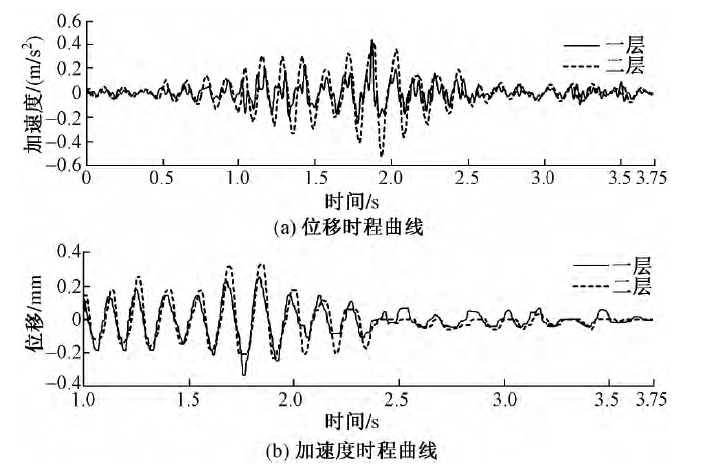 0.6
0.4
0.2
0
−0.2
−0.4
−0.6
加速度/(m/s²)
一层
二层
0 0.5 1.0 1.5 2.0 2.5 3.0 3.5 3.75
时间/s
(a) 位移时程曲线
0.4
0.2
0
−0.2
−0.4
位移/mm
一层
二层
1.0 1.5 2.0 2.5 3.0 3.5 3.75
时间/s
(b) 加速度时程曲线